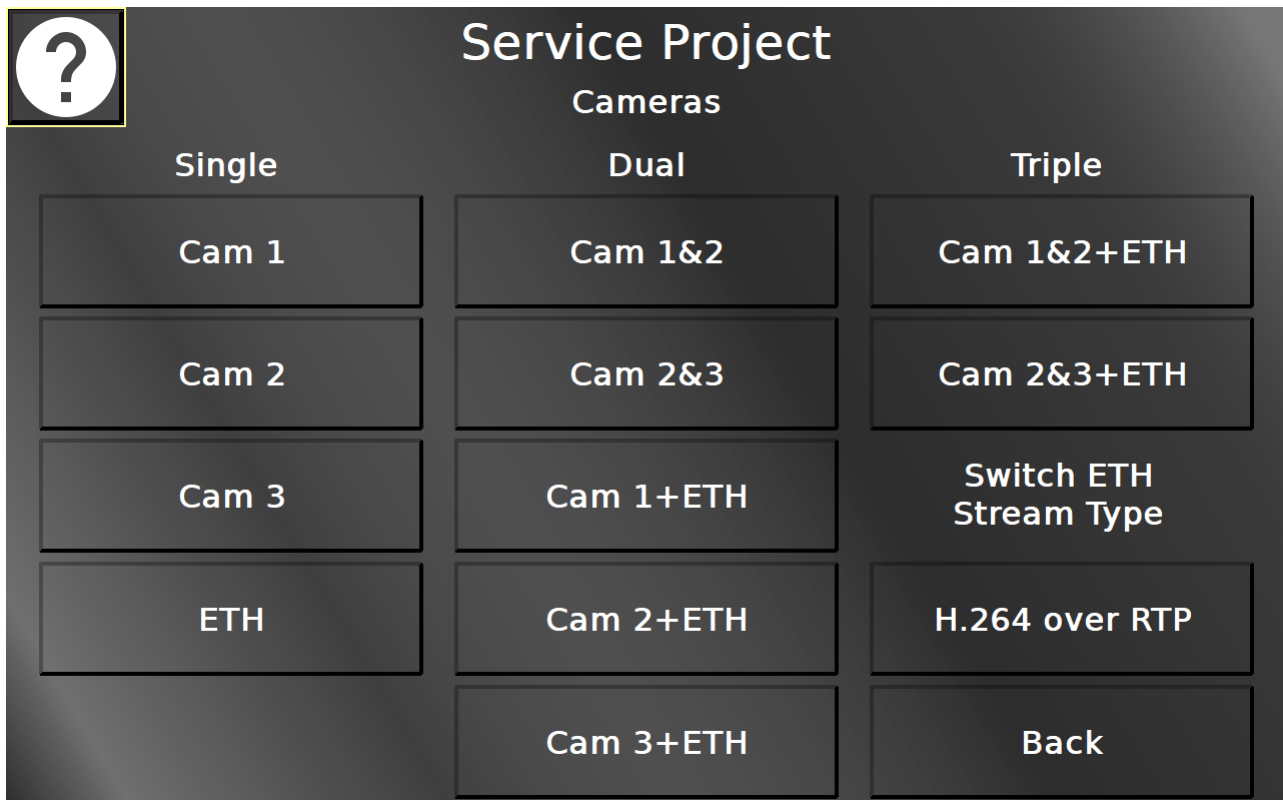 ?
Service Project
Cameras
Single
Dual
Triple
Cam 1
Cam 1&2
Cam 1&2+ETH
Cam 2
Cam 2&3
Cam 2&3+ETH
Cam 3
Cam 1+ETH
Switch ETH
Stream Type
ETH
Cam 2+ETH
H.264 over RTP
Cam 3+ETH
Back